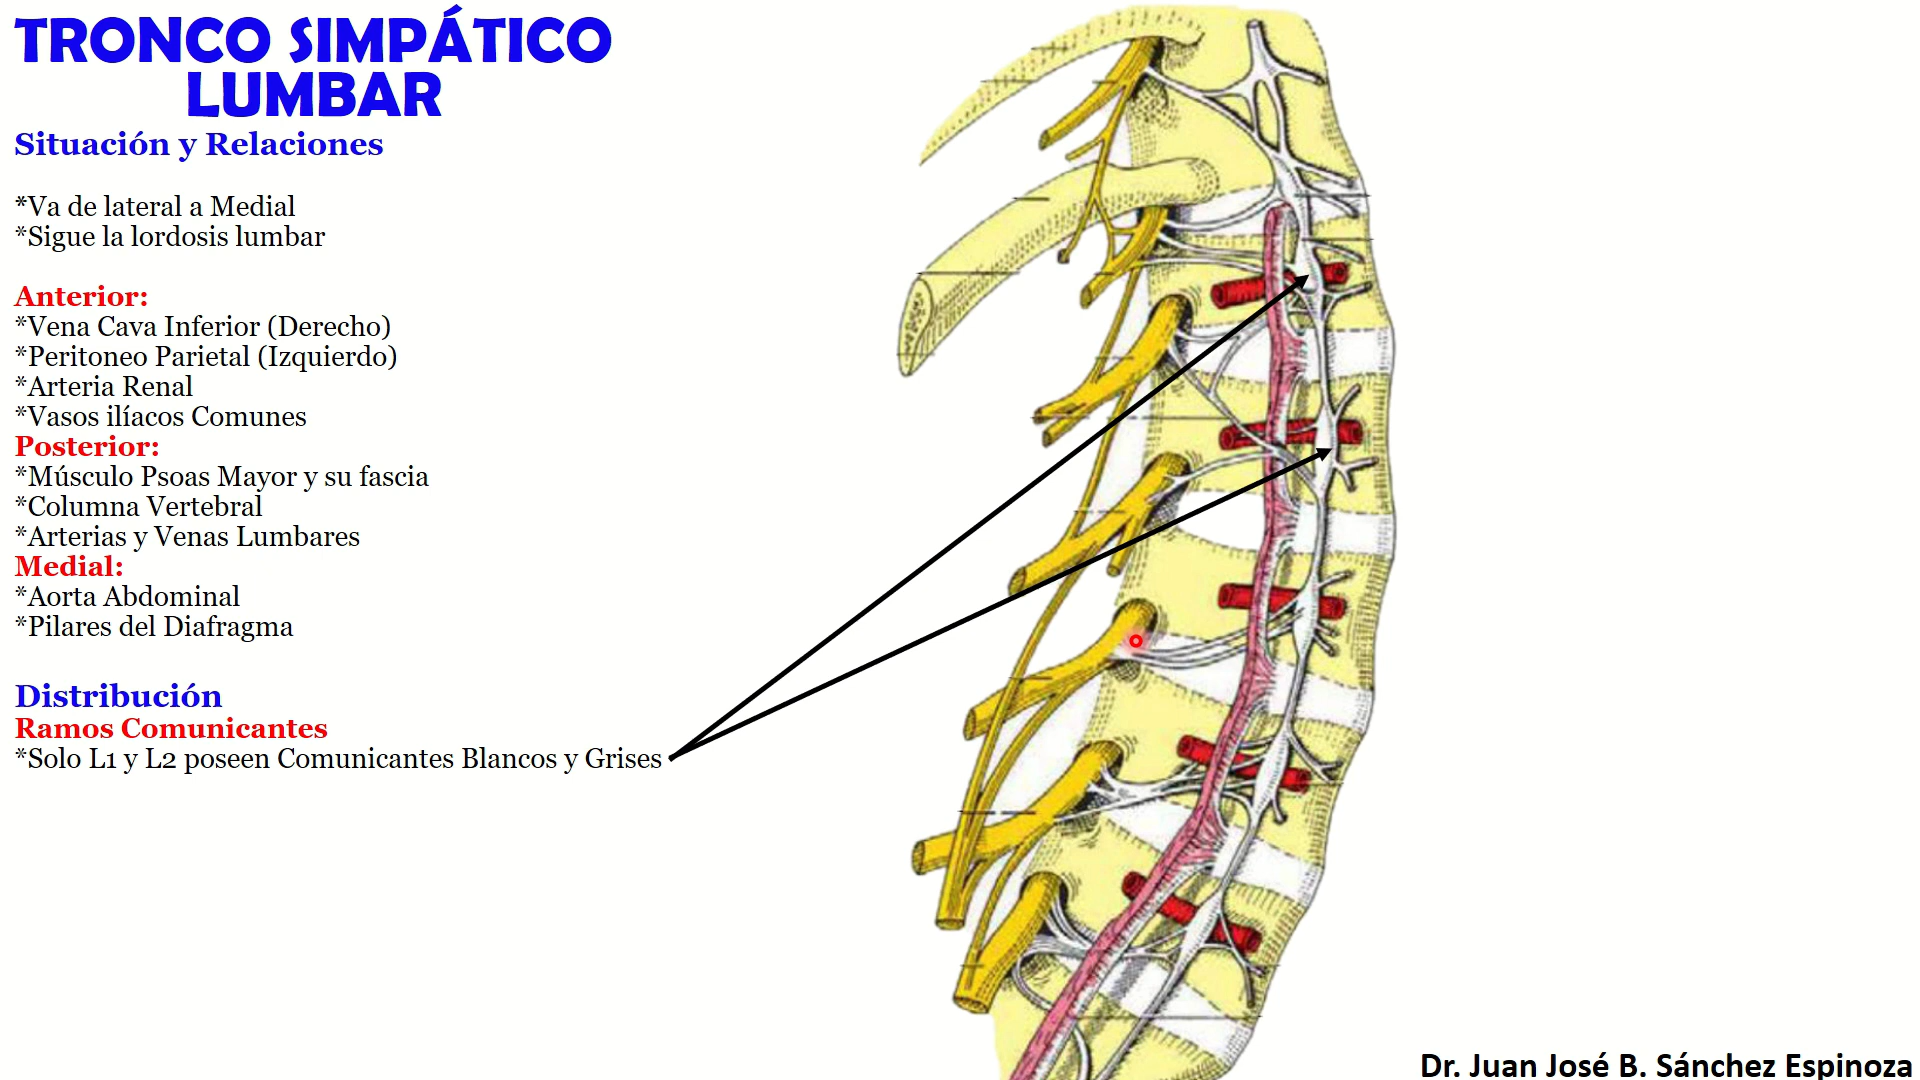 TRONCO SIMPÁTICO
LUMBAR
Situación y Relaciones
*Va de lateral a Medial
*Sigue la lordosis lumbar
Anterior:
*Vena Cava Inferior (Derecho)
*Peritoneo Parietal (Izquierdo)
*Arteria Renal
*Vasos ilíacos Comunes
Posterior:
*Músculo Psoas Mayor y su fascia
*Columna Vertebral
*Arterias y Venas Lumbares
Medial:
*Aorta Abdominal
*Pilares del Diafragma
Distribución
Ramos Comunicantes
*Solo L1 y L2 poseen Comunicantes Blancos y Grises
Dr. Juan José B. Sánchez Espinoza